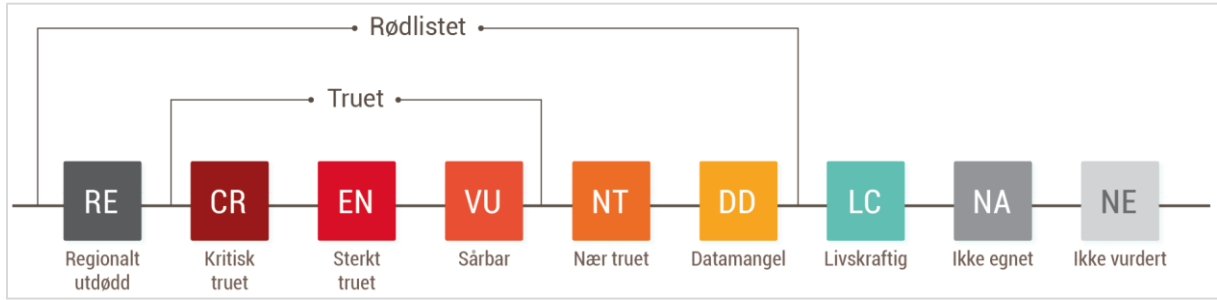 Rødlistet
Truet
RE CR EN VU NT DD LC NA NE
Regionalt Kritisk Sterkt Sårbar Nær truet Datamangel Livskraftig Ikke egnet Ikke vurdert
utdødd truet truet